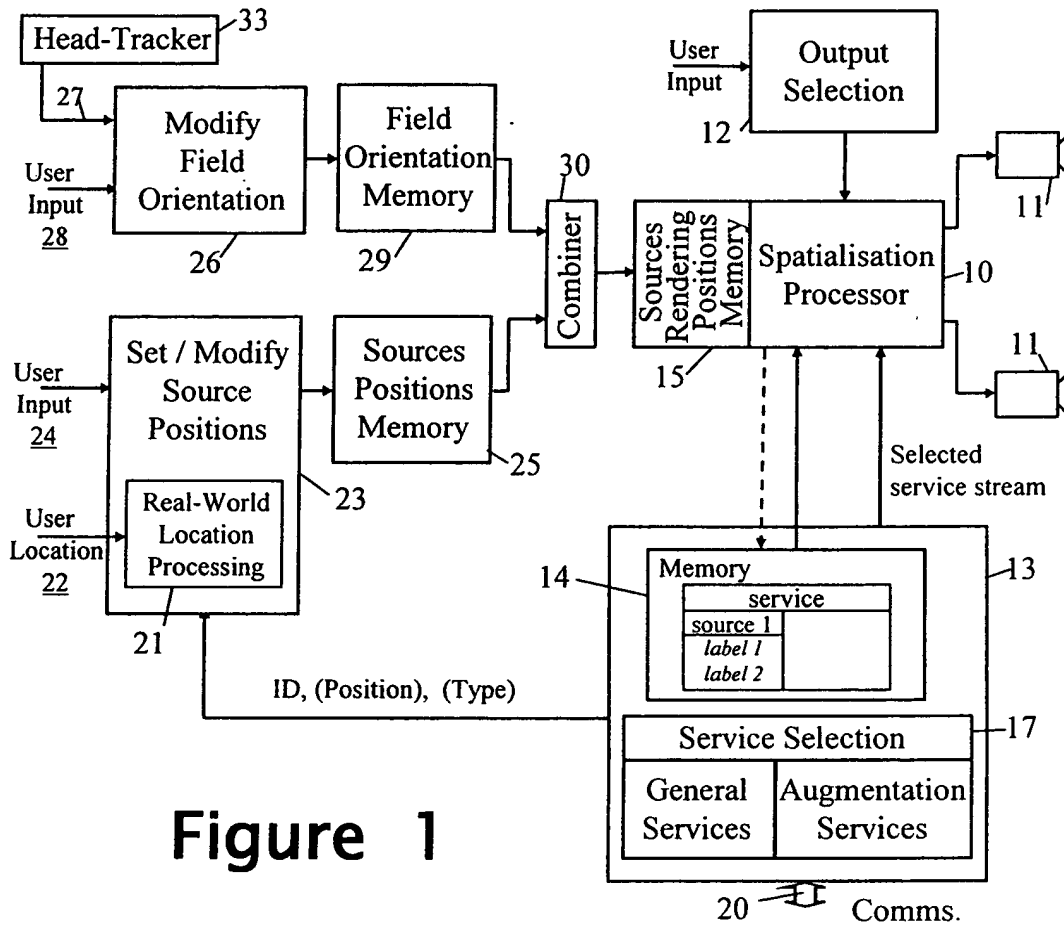 Head-Tracker
33
27
Modify
Field
Orientation
26
User
Input
28
Field
Orientation
Memory
29
30
Combiner
User
Input
Output
Selection
12
Sources
Rendering
Positions
Memory
15
Spatialisation
Processor
10
11
11
Set / Modify
Source
Positions
23
User
Input
24
Sources
Positions
Memory
25
User
Location
22
Real-World
Location
Processing
21
Selected
service stream
ID, (Position), (Type)
13
14
Memory
service
source 1
label 1
label 2
17
Service Selection
General
Services
Augmentation
Services
20
Comms.
Figure 1